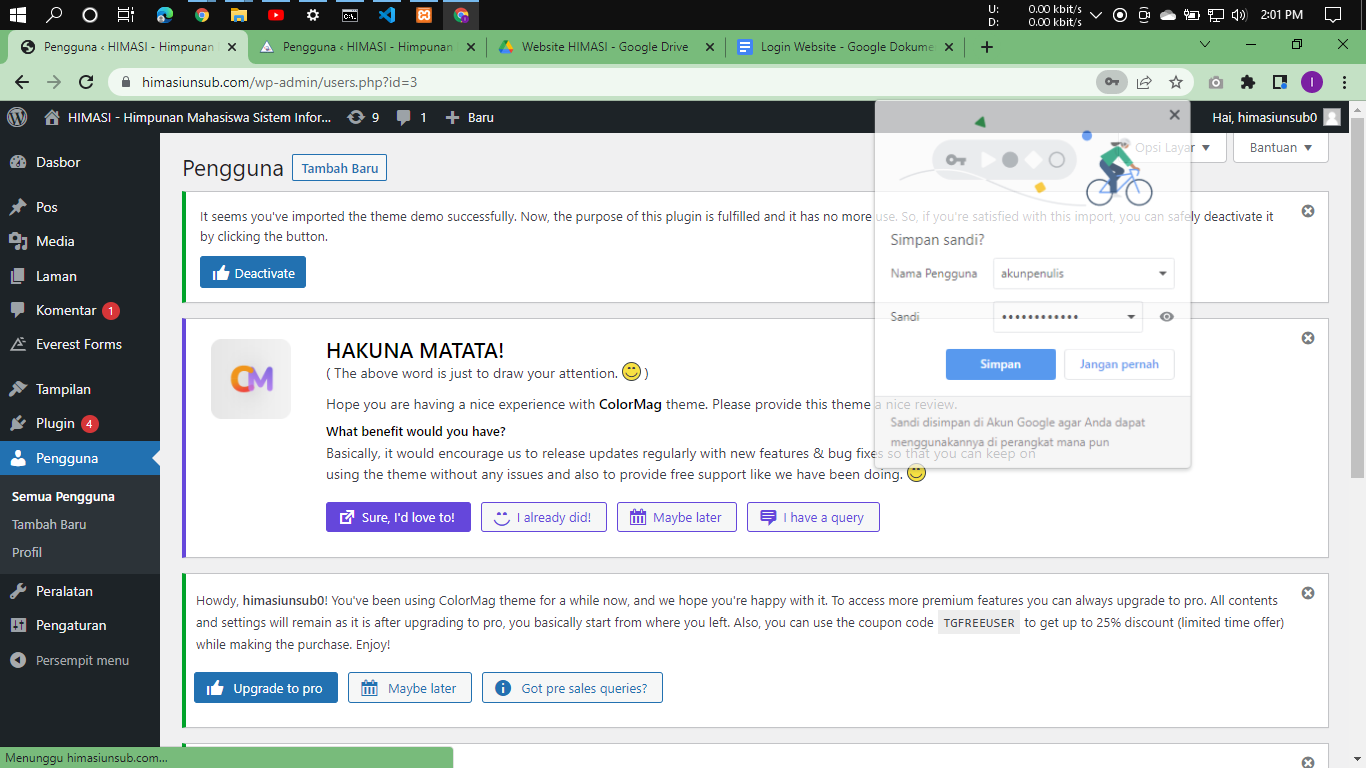 U: 0.00 kbit/s
D: 0.00 kbit/s
2:01 PM
Pengguna ‹ HIMASI - Himpunan
Pengguna ‹ HIMASI - Himpunan
Website HIMASI - Google Drive
Login Website - Google Dokume
himasiunsub.com/wp-admin/users.php?id=3
I
HIMASI - Himpunan Mahasiswa Sistem Infor...
9
1
Baru
Hai, himasiunsub0
Dasbor
Pos
Media
Laman
Komentar 1
Everest Forms
Tampilan
Plugin 4
Pengguna
Semua Pengguna
Tambah Baru
Profil
Peralatan
Pengaturan
Persempit menu
Pengguna
Tambah Baru
Opsi Layar
Bantuan
It seems you've imported the theme demo successfully. Now, the purpose of this plugin is fulfilled and it has no more use. So, if you're satisfied with this import, you can safely deactivate it
by clicking the button.
Deactivate
Simpan sandi?
Nama Pengguna akunpenulis
Sandi ••••••••••••
Simpan
Jangan pernah
Sandi disimpan di Akun Google agar Anda dapat
menggunakannya di perangkat mana pun
CM
HAKUNA MATATA!
( The above word is just to draw your attention. )
Hope you are having a nice experience with ColorMag theme. Please provide this theme a nice review.
What benefit would you have?
Basically, it would encourage us to release updates regularly with new features & bug fixes so that you can keep on
using the theme without any issues and also to provide free support like we have been doing.
Sure, I'd love to!
I already did!
Maybe later
I have a query
Howdy, himasiunsub0! You've been using ColorMag theme for a while now, and we hope you're happy with it. To access more premium features you can always upgrade to pro. All contents
and settings will remain as it is after upgrading to pro, you basically start from where you left. Also, you can use the coupon code TGFREEUSER to get up to 25% discount (limited time offer)
while making the purchase. Enjoy!
Upgrade to pro
Maybe later
Got pre sales queries?
Menunggu himasiunsub.com...